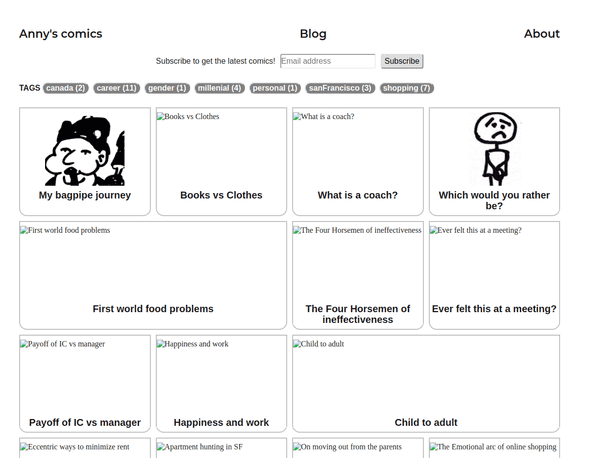 Anny's comics Blog About
Subscribe to get the latest comics! Email address Subscribe
TAGS canada (2) career (11) gender (1) millenial (4) personal (1) sanFrancisco (3) shopping (7)
Books vs Clothes What is a coach?
My bagpipe journey Books vs Clothes What is a coach? Which would you rather
be?
First world food problems The Four Horsemen of ineffectiveness Ever felt this at a meeting?
First world food problems The Four Horsemen of Ever felt this at a meeting?
ineffectiveness
Payoff of IC vs manager Happiness and work Child to adult
Payoff of IC vs manager Happiness and work Child to adult
Eccentric ways to minimize rent Apartment hunting in SF On moving out from the parents The Emotional arc of online shopping